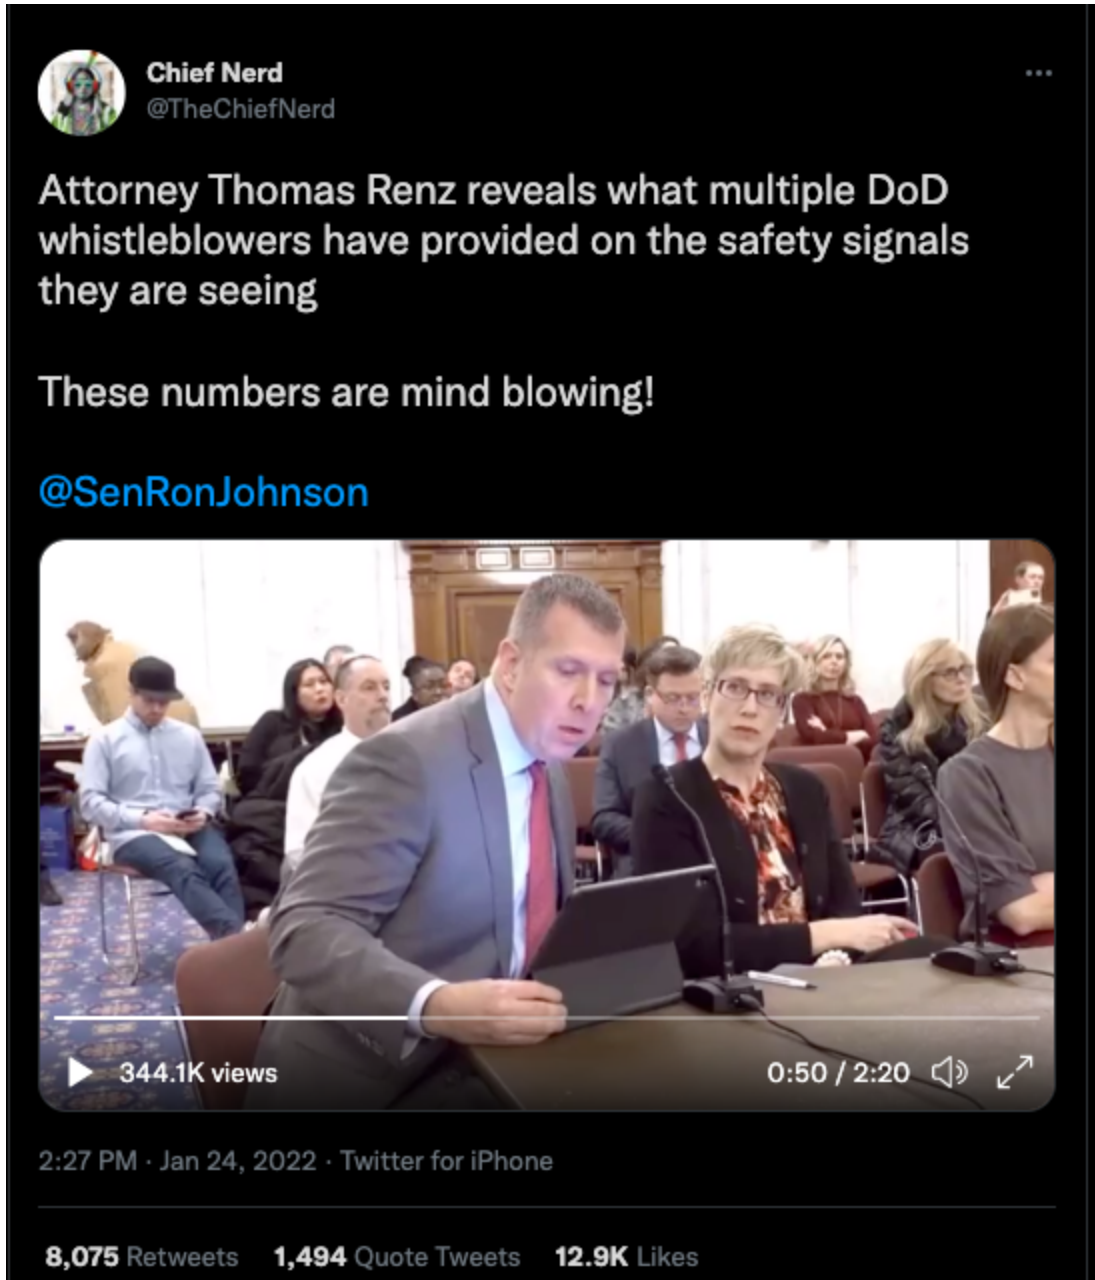 Chief Nerd
@TheChiefNerd
Attorney Thomas Renz reveals what multiple DoD
whistleblowers have provided on the safety signals
they are seeing
These numbers are mind blowing!
@SenRonJohnson
344.1K views
0:50 / 2:20
2:27 PM · Jan 24, 2022 · Twitter for iPhone
8,075 Retweets 1,494 Quote Tweets 12.9K Likes